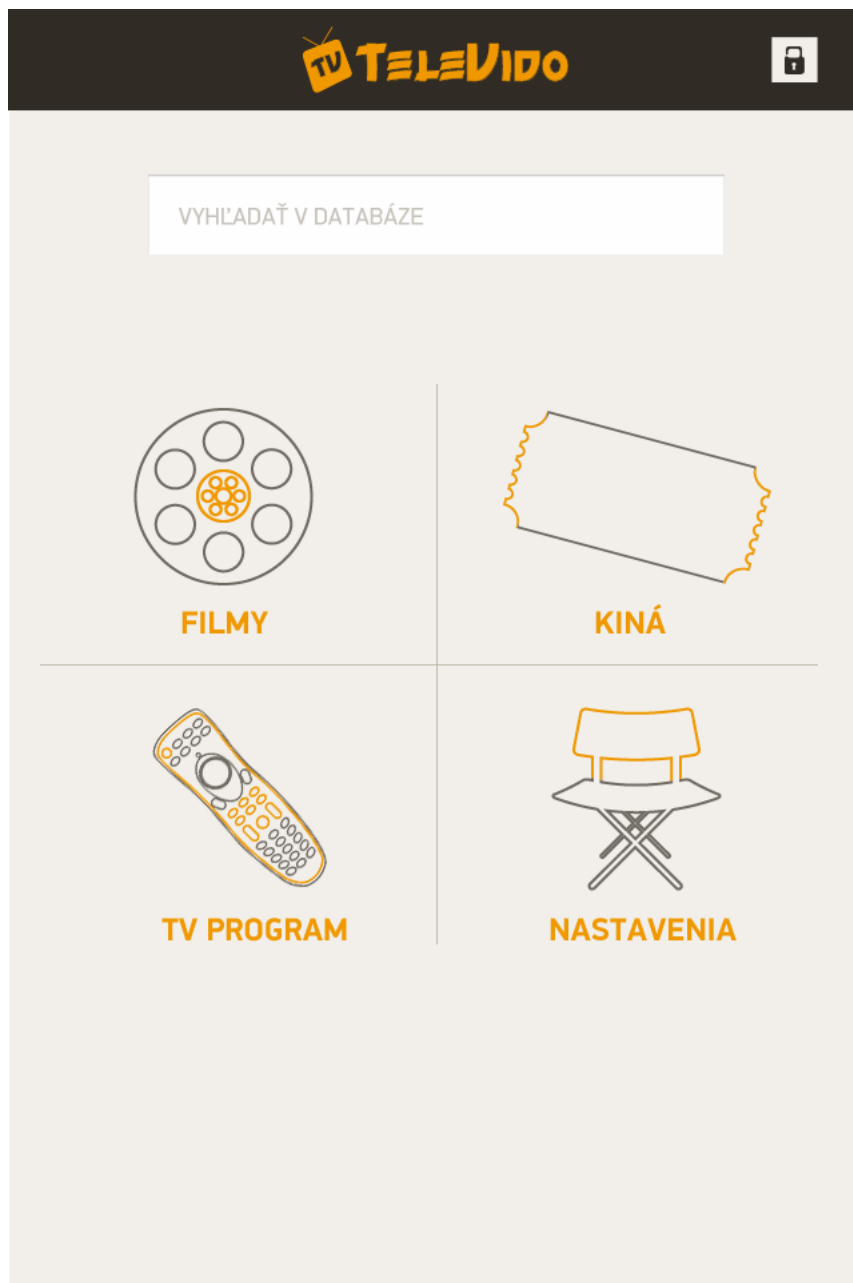 TV TELEVIDO
VYHĽADAŤ V DATABÁZE
FILMY
KINÁ
TV PROGRAM
NASTAVENIA